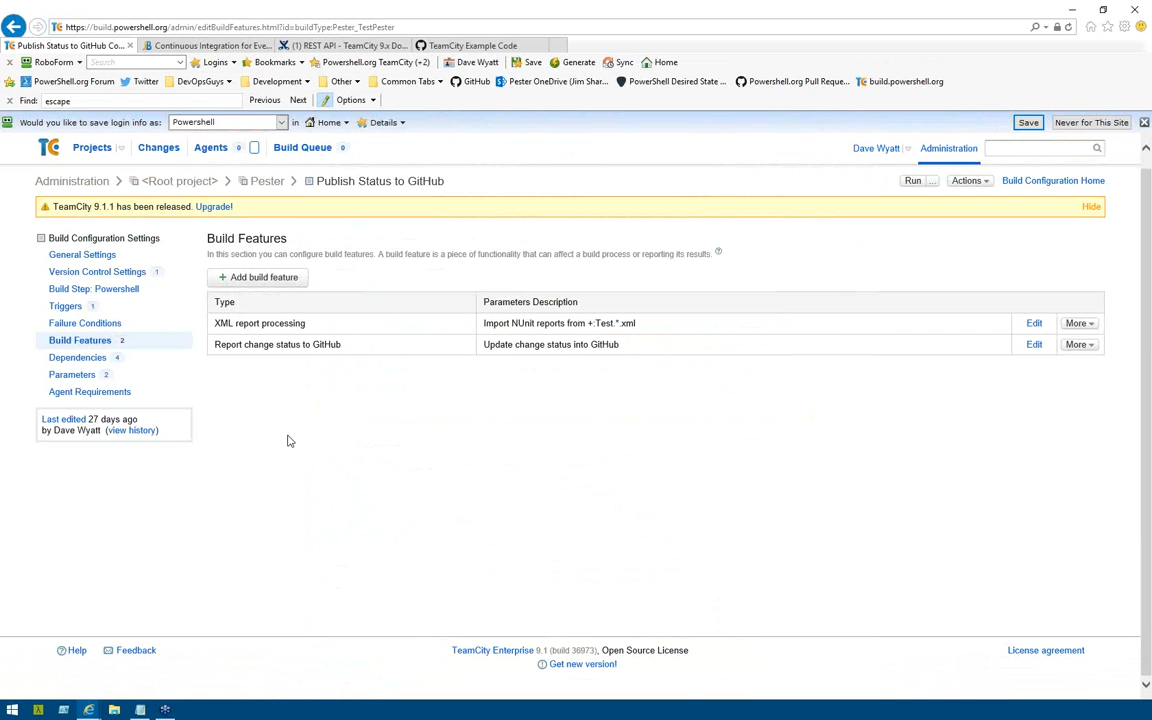 https://build.powershell.org/admin/editBuildFeatures.html?id=buildType:Pester_TestPester
Publish Status to GitHub Co... × Continuous Integration for Eve... (1) REST API - TeamCity 9.x Do... TeamCity Example Code
× RoboForm Search Logins Bookmarks Powershell.org TeamCity (+2) Dave Wyatt Save Generate Sync Home
PowerShell.org Forum Twitter DevOpsGuys Development Other Common Tabs GitHub Pester OneDrive (Jim Shar... PowerShell Desired State ... Powershell.org Pull Reque... build.powershell.org
× Find: escape Previous Next Options
Would you like to save login info as: Powershell in Home Details Save Never for This Site
TC Projects Changes Agents 0 Build Queue 0 Dave Wyatt Administration
Administration <Root project> Pester Publish Status to GitHub Run ... Actions Build Configuration Home
TeamCity 9.1.1 has been released. Upgrade! Hide
Build Configuration Settings
General Settings
Version Control Settings 1
Build Step: Powershell
Triggers 1
Failure Conditions
Build Features 2
Dependencies 4
Parameters 2
Agent Requirements
Last edited 27 days ago
by Dave Wyatt (view history)
Build Features
In this section you can configure build features. A build feature is a piece of functionality that can affect a build process or reporting its results.
+ Add build feature
Type Parameters Description
XML report processing Import NUnit reports from +:Test.*.xml Edit More
Report change status to GitHub Update change status into GitHub Edit More
Help Feedback TeamCity Enterprise 9.1 (build 36973), Open Source License License agreement
Get new version!